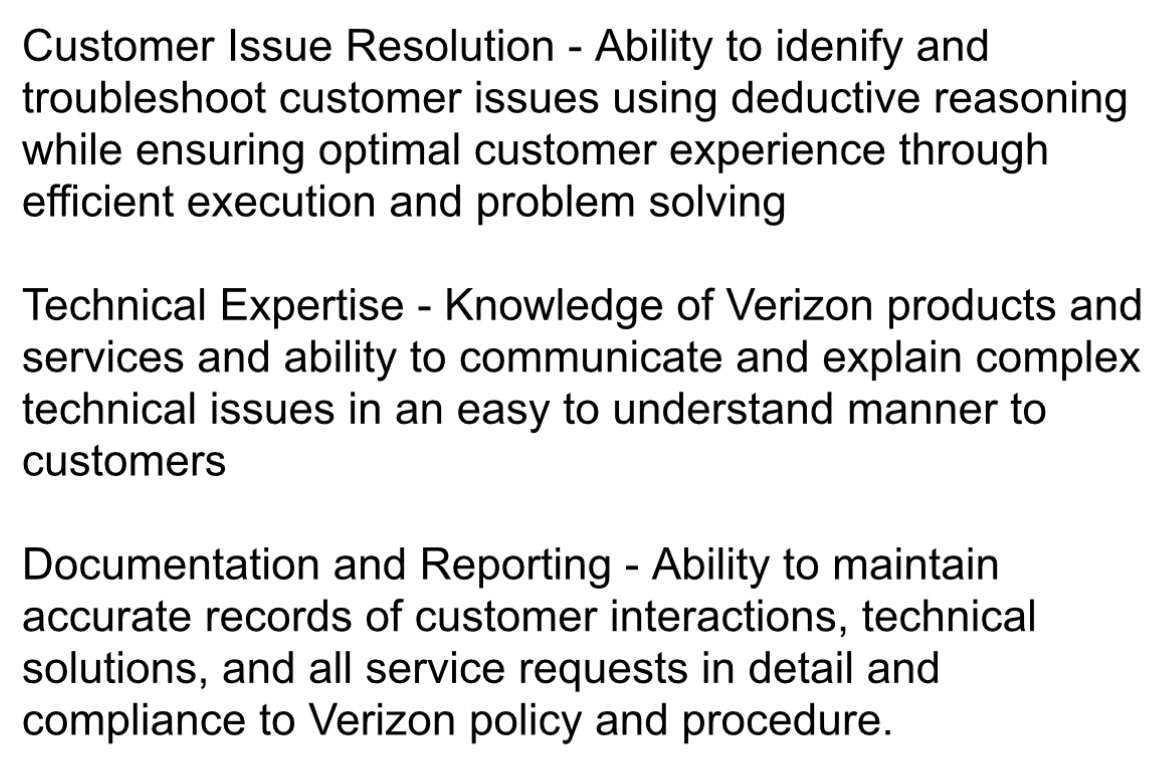 Customer Issue Resolution - Ability to idenify and
troubleshoot customer issues using deductive reasoning
while ensuring optimal customer experience through
efficient execution and problem solving
Technical Expertise - Knowledge of Verizon products and
services and ability to communicate and explain complex
technical issues in an easy to understand manner to
customers
Documentation and Reporting - Ability to maintain
accurate records of customer interactions, technical
solutions, and all service requests in detail and
compliance to Verizon policy and procedure.